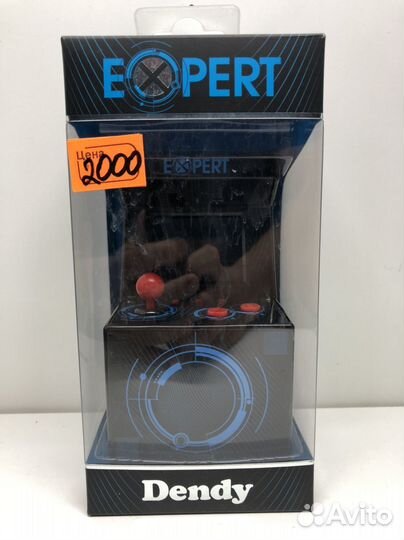 EXPERT
Цена
2000
EXPERT
Dendy
Avito